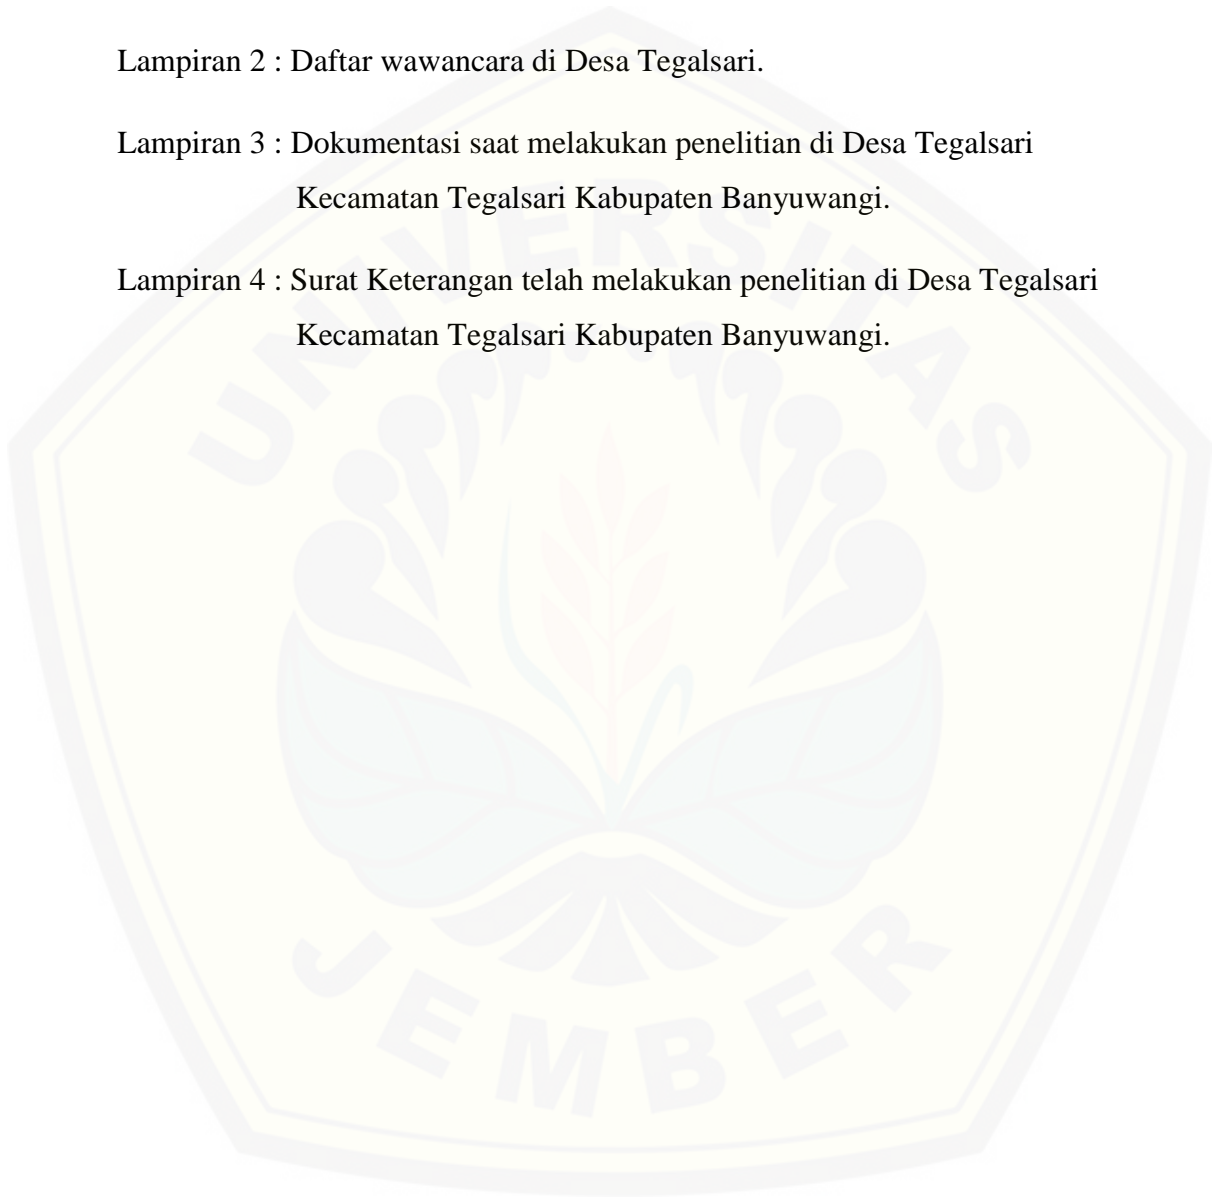 Lampiran 2 : Daftar wawancara di Desa Tegalsari.
Lampiran 3 : Dokumentasi saat melakukan penelitian di Desa Tegalsari
Kecamatan Tegalsari Kabupaten Banyuwangi.
Lampiran 4 : Surat Keterangan telah melakukan penelitian di Desa Tegalsari
Kecamatan Tegalsari Kabupaten Banyuwangi.
UNIVERSITAS
JEMBER